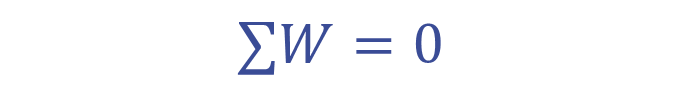 ∑W = 0